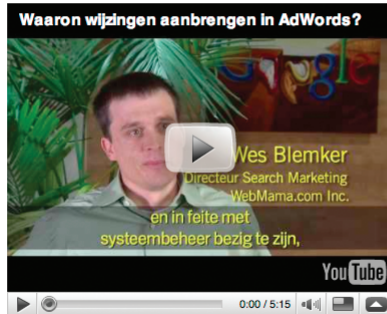 Waarom wijzingen aanbrengen in AdWords?
Google
Wes Blemker
Directeur Search Marketing
WebMama.com Inc.
en in feite met
systeembeheer bezig te zijn,
YouTube
0:00 / 5:15